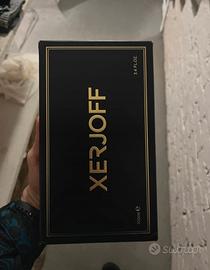 XERJOFF
3.4 FL.OZ
100ml ℮
Subito